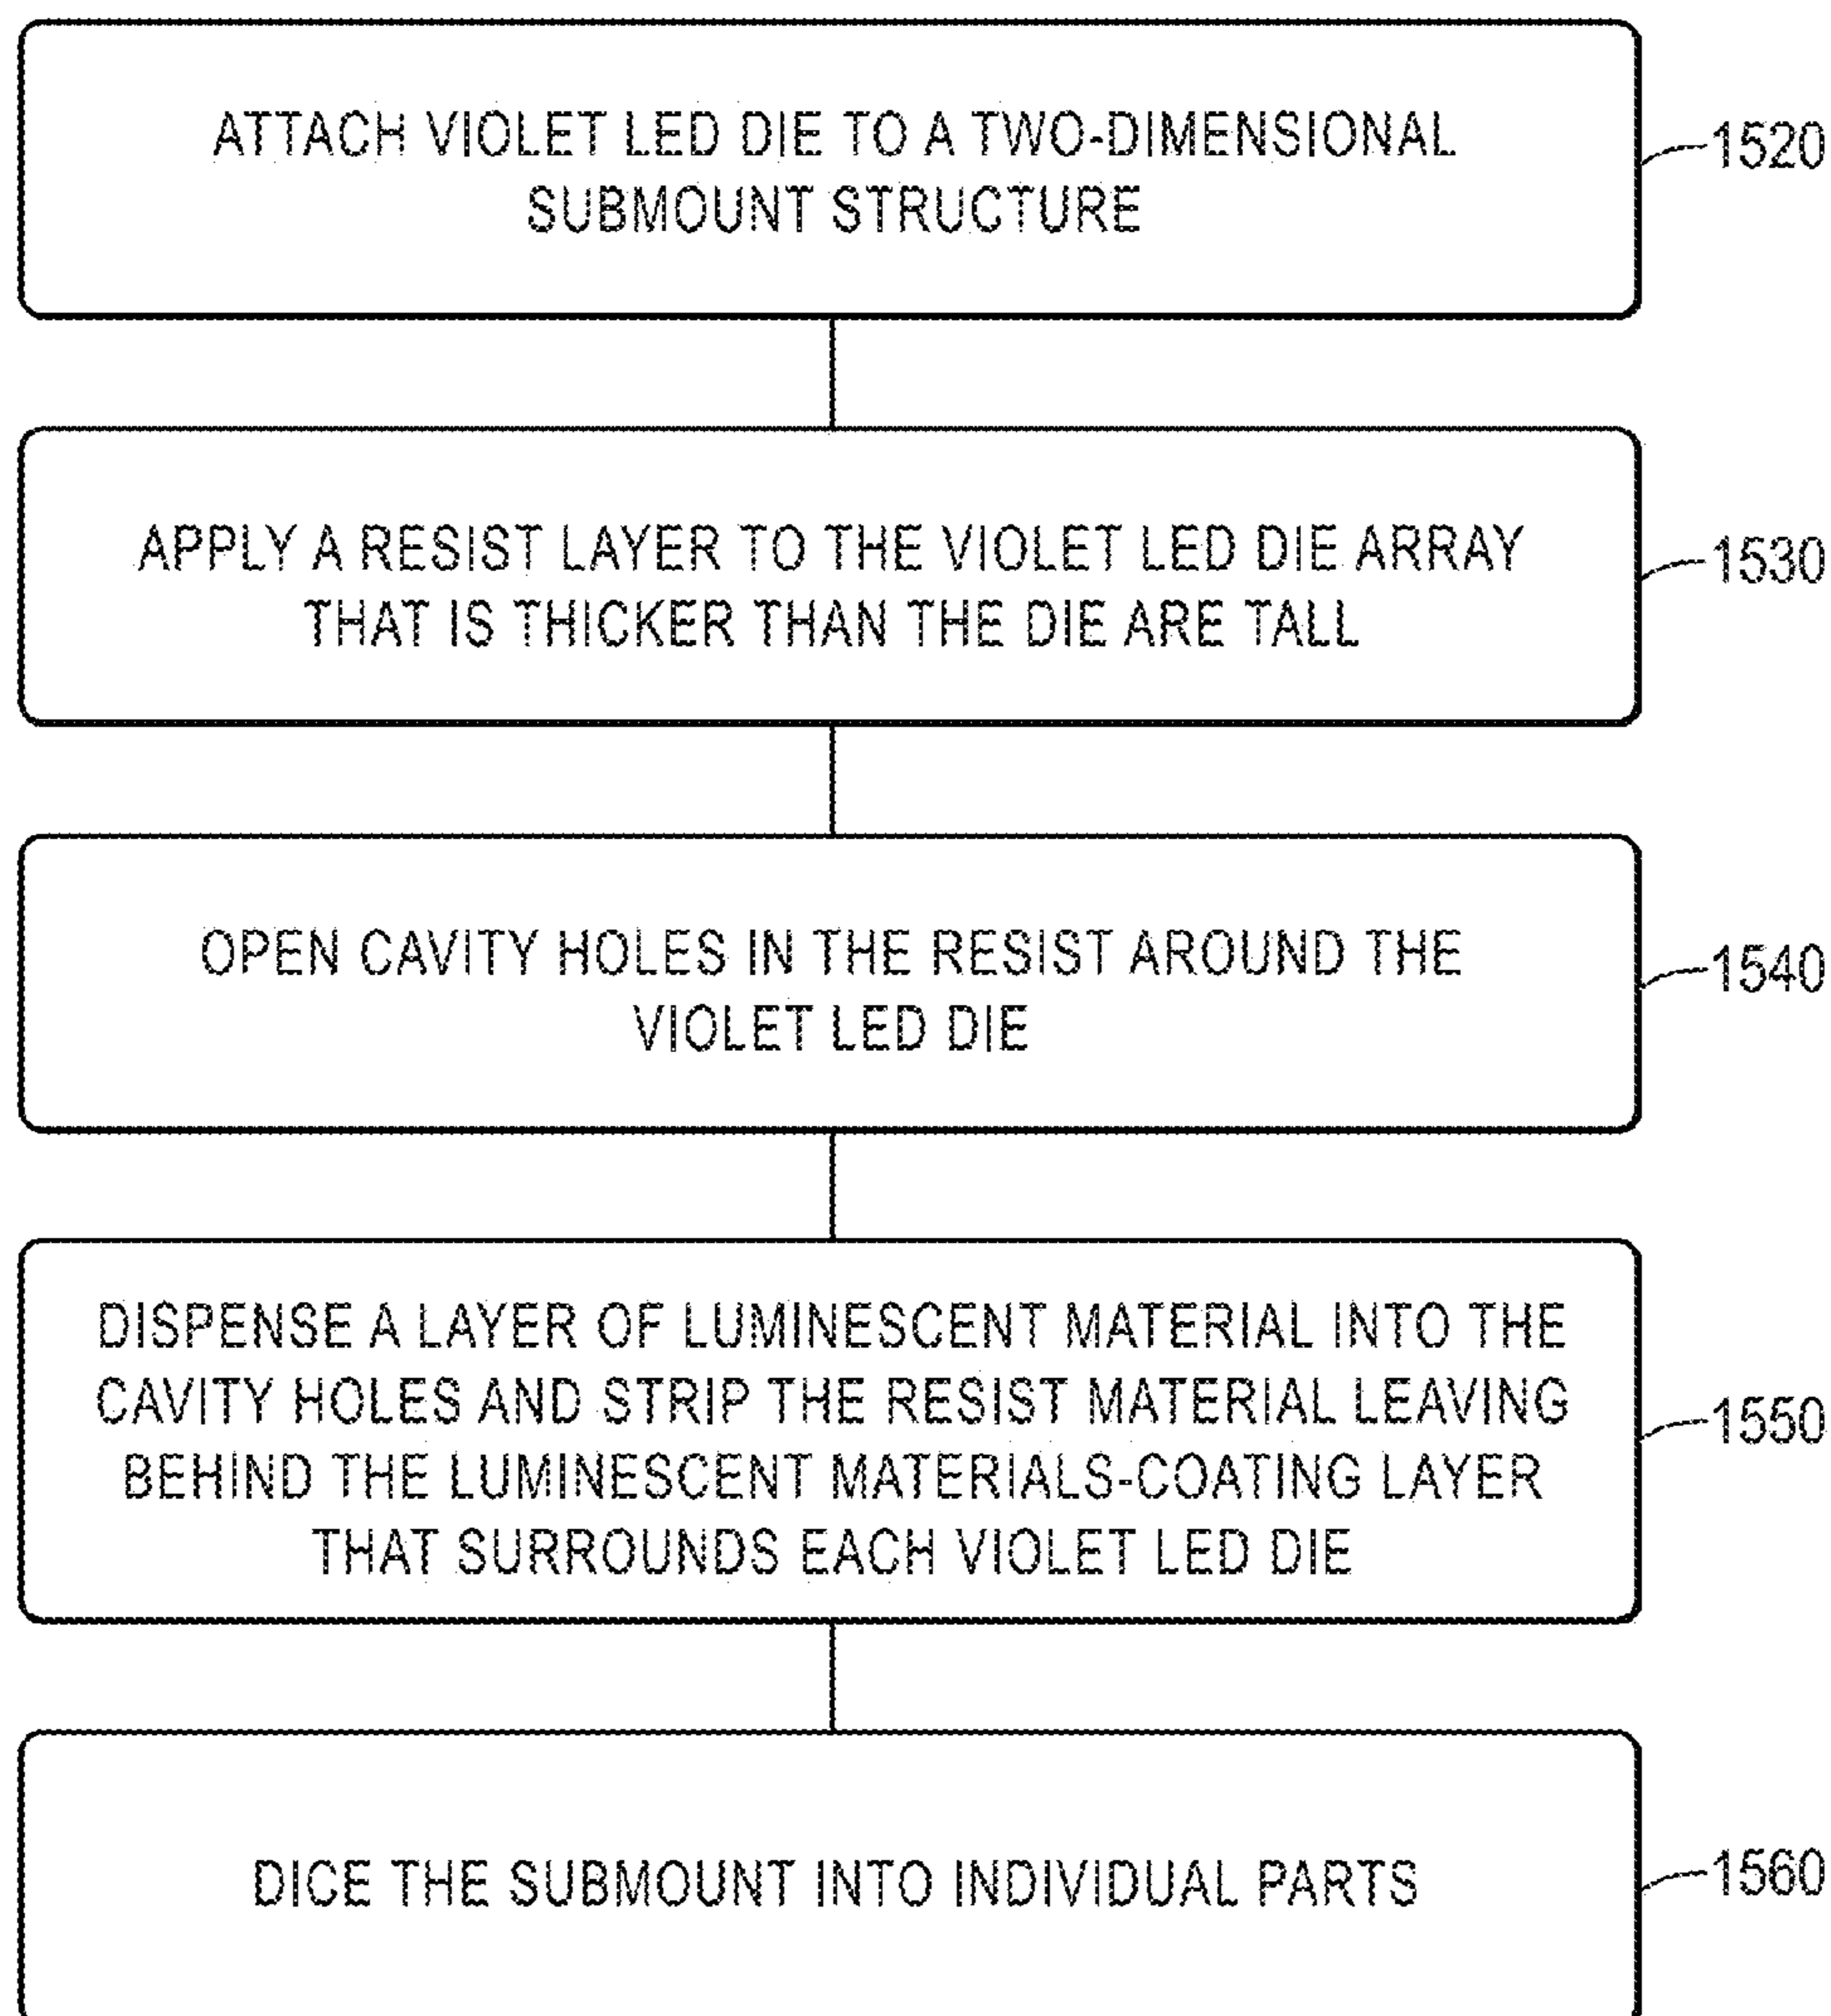 ATTACH VIOLET LED DIE TO A TWO-DIMENSIONAL
SUBMOUNT STRUCTURE
1520
APPLY A RESIST LAYER TO THE VIOLET LED DIE ARRAY
THAT IS THICKER THAN THE DIE ARE TALL
1530
OPEN CAVITY HOLES IN THE RESIST AROUND THE
VIOLET LED DIE
1540
DISPENSE A LAYER OF LUMINESCENT MATERIAL INTO THE
CAVITY HOLES AND STRIP THE RESIST MATERIAL LEAVING
BEHIND THE LUMINESCENT MATERIALS-COATING LAYER
THAT SURROUNDS EACH VIOLET LED DIE
1550
DICE THE SUBMOUNT INTO INDIVIDUAL PARTS
1560